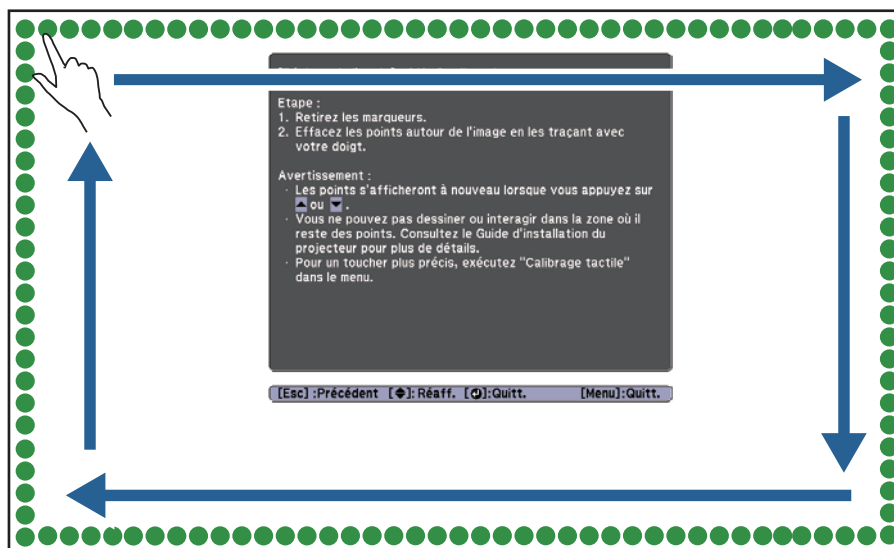 Etape :
1. Retirez les marqueurs.
2. Effacez les points autour de l'image en les traçant avec
votre doigt.
Avertissement :
· Les points s'afficheront à nouveau lorsque vous appuyez sur
▲ ou ▼ .
· Vous ne pouvez pas dessiner ou interagir dans la zone où il
reste des points. Consultez le Guide d'installation du
projecteur pour plus de détails.
· Pour un toucher plus précis, exécutez "Calibrage tactile"
dans le menu.
[Esc] :Précédent [◆]: Réaff. [⏎]:Quitt. [Menu]:Quitt.